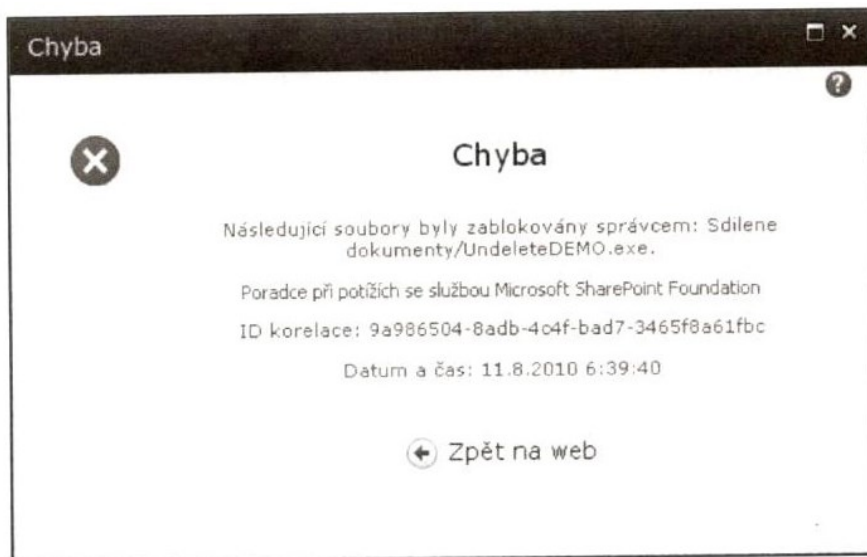 Chyba
Chyba
Následující soubory byly zablokovány správcem: Sdilene
dokumenty/UndeleteDEMO.exe.
Poradce při potížích se službou Microsoft SharePoint Foundation
ID korelace: 9a986504-8adb-4c4f-bad7-3465f8a61fbc
Datum a čas: 11.8.2010 6:39:40
Zpět na web